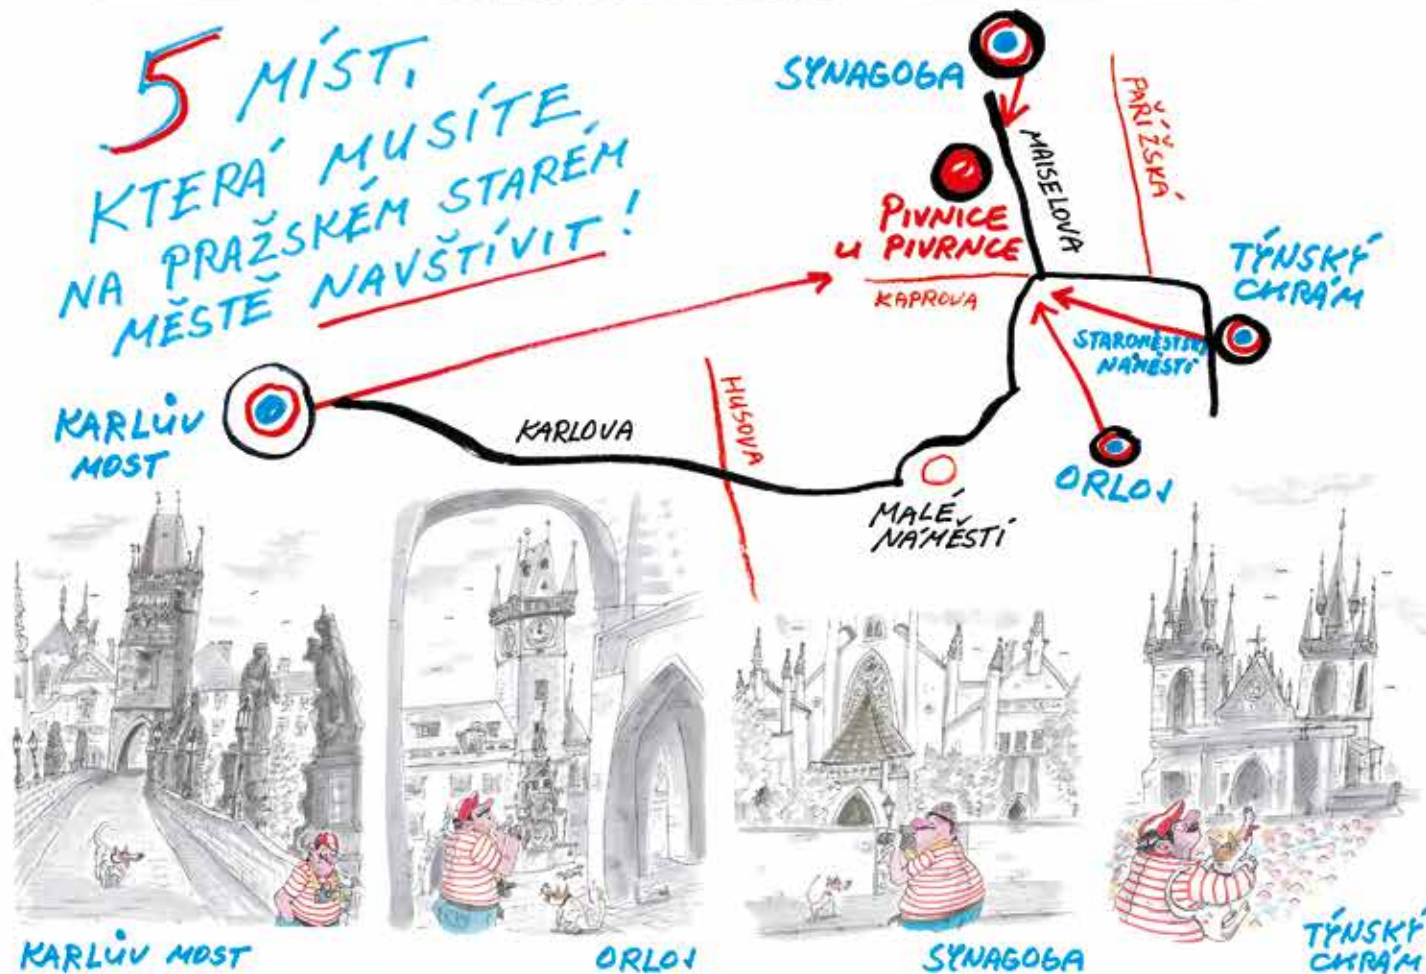 5 MÍST,
KTERÁ MUSÍTE
NA PRAŽSKÉM STARÉM
MĚSTĚ NAVŠTÍVIT!
SYNAGOGA
PAŘÍŽSKÁ
MAISELOVA
PIVNICE
U PIVRNCE
KAPROVA
TÝNSKÝ
CHRÁM
STAROMĚSTSKÉ
NÁMĚSTÍ
KARLŮV
MOST
KARLOVA
HUSOVA
ORLOJ
MALÉ
NÁMĚSTÍ
KARLŮV MOST
ORLOJ
SYNAGOGA
TÝNSKÝ
CHRÁM